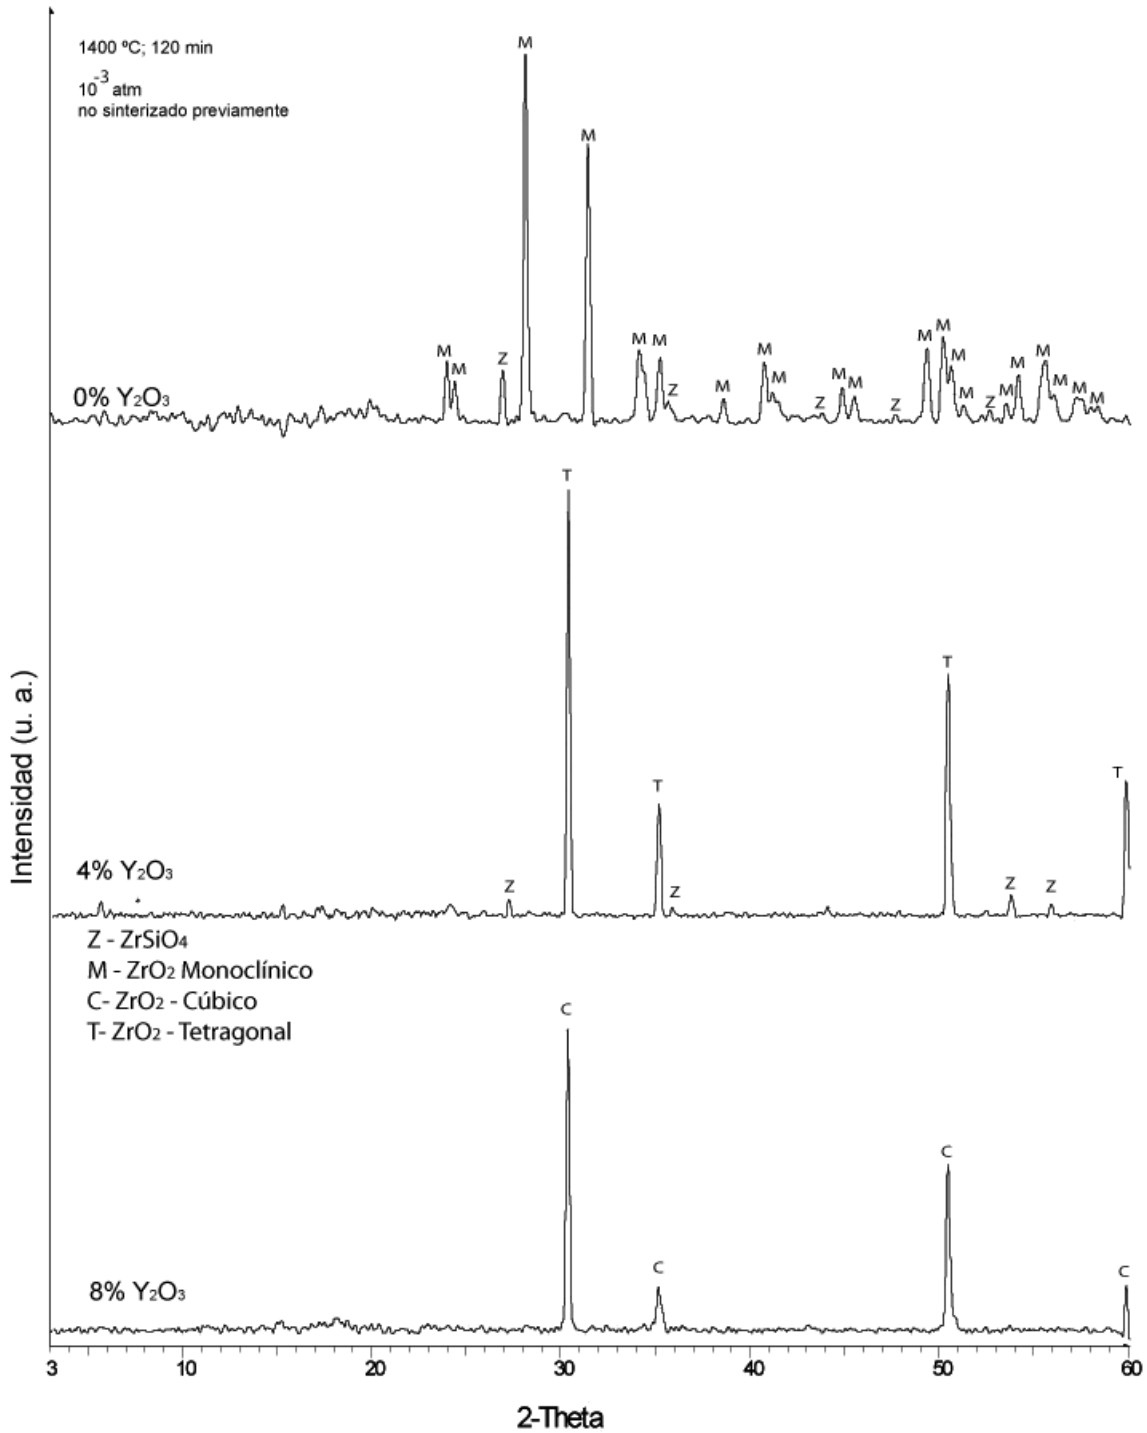 1400 ºC; 120 min
10⁻³ atm
no sinterizado previamente
M
M
M
M
Z
M
M
Z
M
M
M
Z
M
M
Z
M
M
M
M
Z
M
M
M
M
M
M
0% Y₂O₃
T
T
Z
T
Z
Z
Z
T
4% Y₂O₃
Z - ZrSiO₄
M - ZrO₂ Monoclínico
C- ZrO₂ - Cúbico
T- ZrO₂ - Tetragonal
C
C
C
C
8% Y₂O₃
Intensidad (u. a.)
3 10 20 30 40 50 60
2-Theta